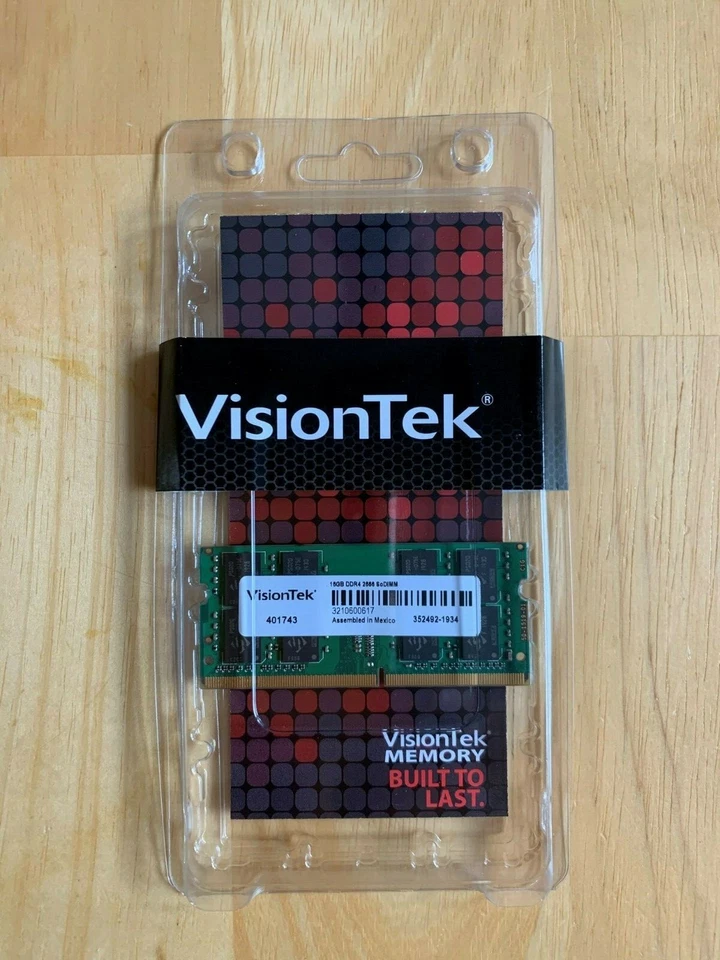 VisionTek®
16GB DDR4 2666 SoDIMM
VisionTek®
3210600617
401743
Assembled in Mexico
352492-1934
VisionTek®
MEMORY
BUILT TO
LAST.